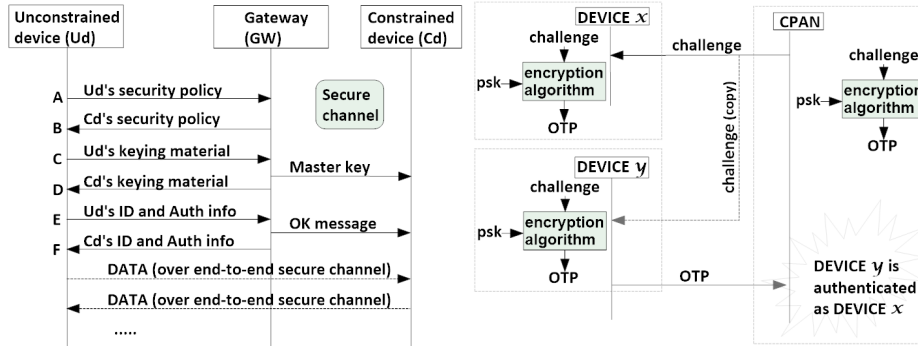 Unconstrained
device (Ud)
Gateway
(GW)
Constrained
device (Cd)
A
Ud's security policy
Secure
channel
B
Cd's security policy
C
Ud's keying material
Master key
D
Cd's keying material
E
Ud's ID and Auth info
OK message
F
Cd's ID and Auth info
DATA (over end-to-end secure channel)
DATA (over end-to-end secure channel)
.....
DEVICE x
challenge
psk
encryption
algorithm
OTP
challenge
challenge (copy)
CPAN
challenge
psk
encryption
algorithm
OTP
DEVICE y
challenge
psk
encryption
algorithm
OTP
OTP
DEVICE y is
authenticated
as DEVICE x